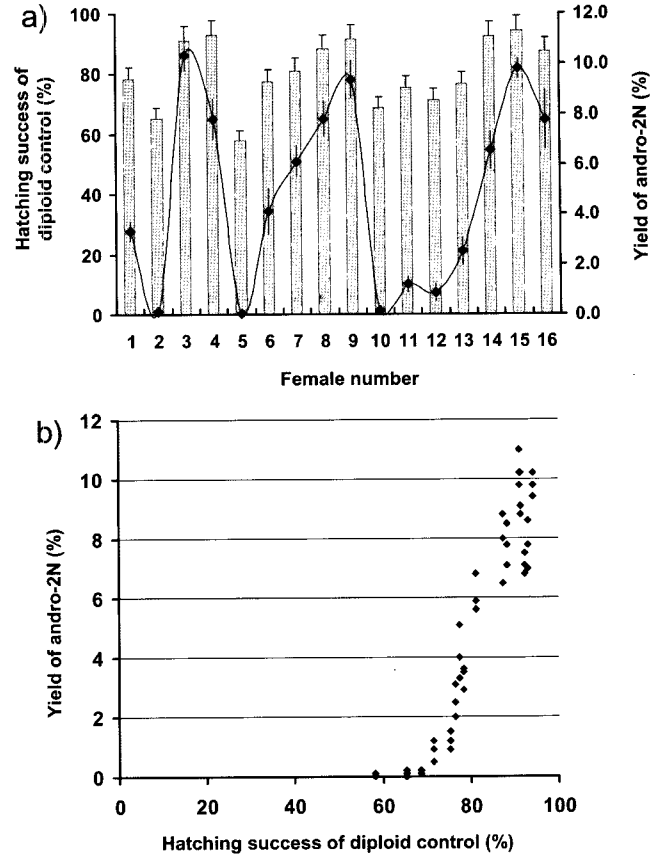 a)
Hatching success of
diploid control (%)
100
80
60
40
20
0
12.0
10.0
8.0
6.0
4.0
2.0
0.0
Yield of andro-2N (%)
1 2 3 4 5 6 7 8 9 10 11 12 13 14 15 16
Female number
b)
Yield of andro-2N (%)
12
10
8
6
4
2
0
0 20 40 60 80 100
Hatching success of diploid control (%)